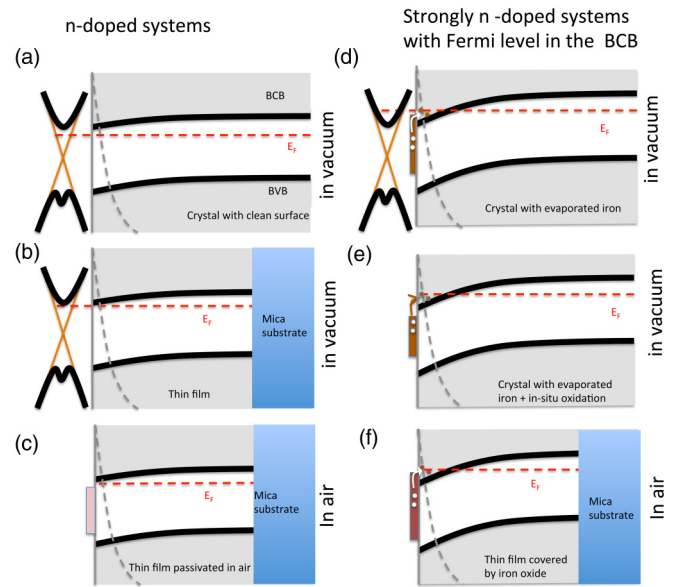 n-doped systems
Strongly n -doped systems
with Fermi level in the BCB
(a)
BCB
E_F
BVB
Crystal with clean surface
in vacuum
(d)
E_F
Crystal with evaporated iron
in vacuum
(b)
Mica
substrate
E_F
Thin film
in vacuum
(e)
E_F
Crystal with evaporated
iron + in-situ oxidation
in vacuum
(c)
E_F
Mica
substrate
Thin film passivated in air
In air
(f)
E_F
Mica
substrate
Thin film covered
by iron oxide
In air